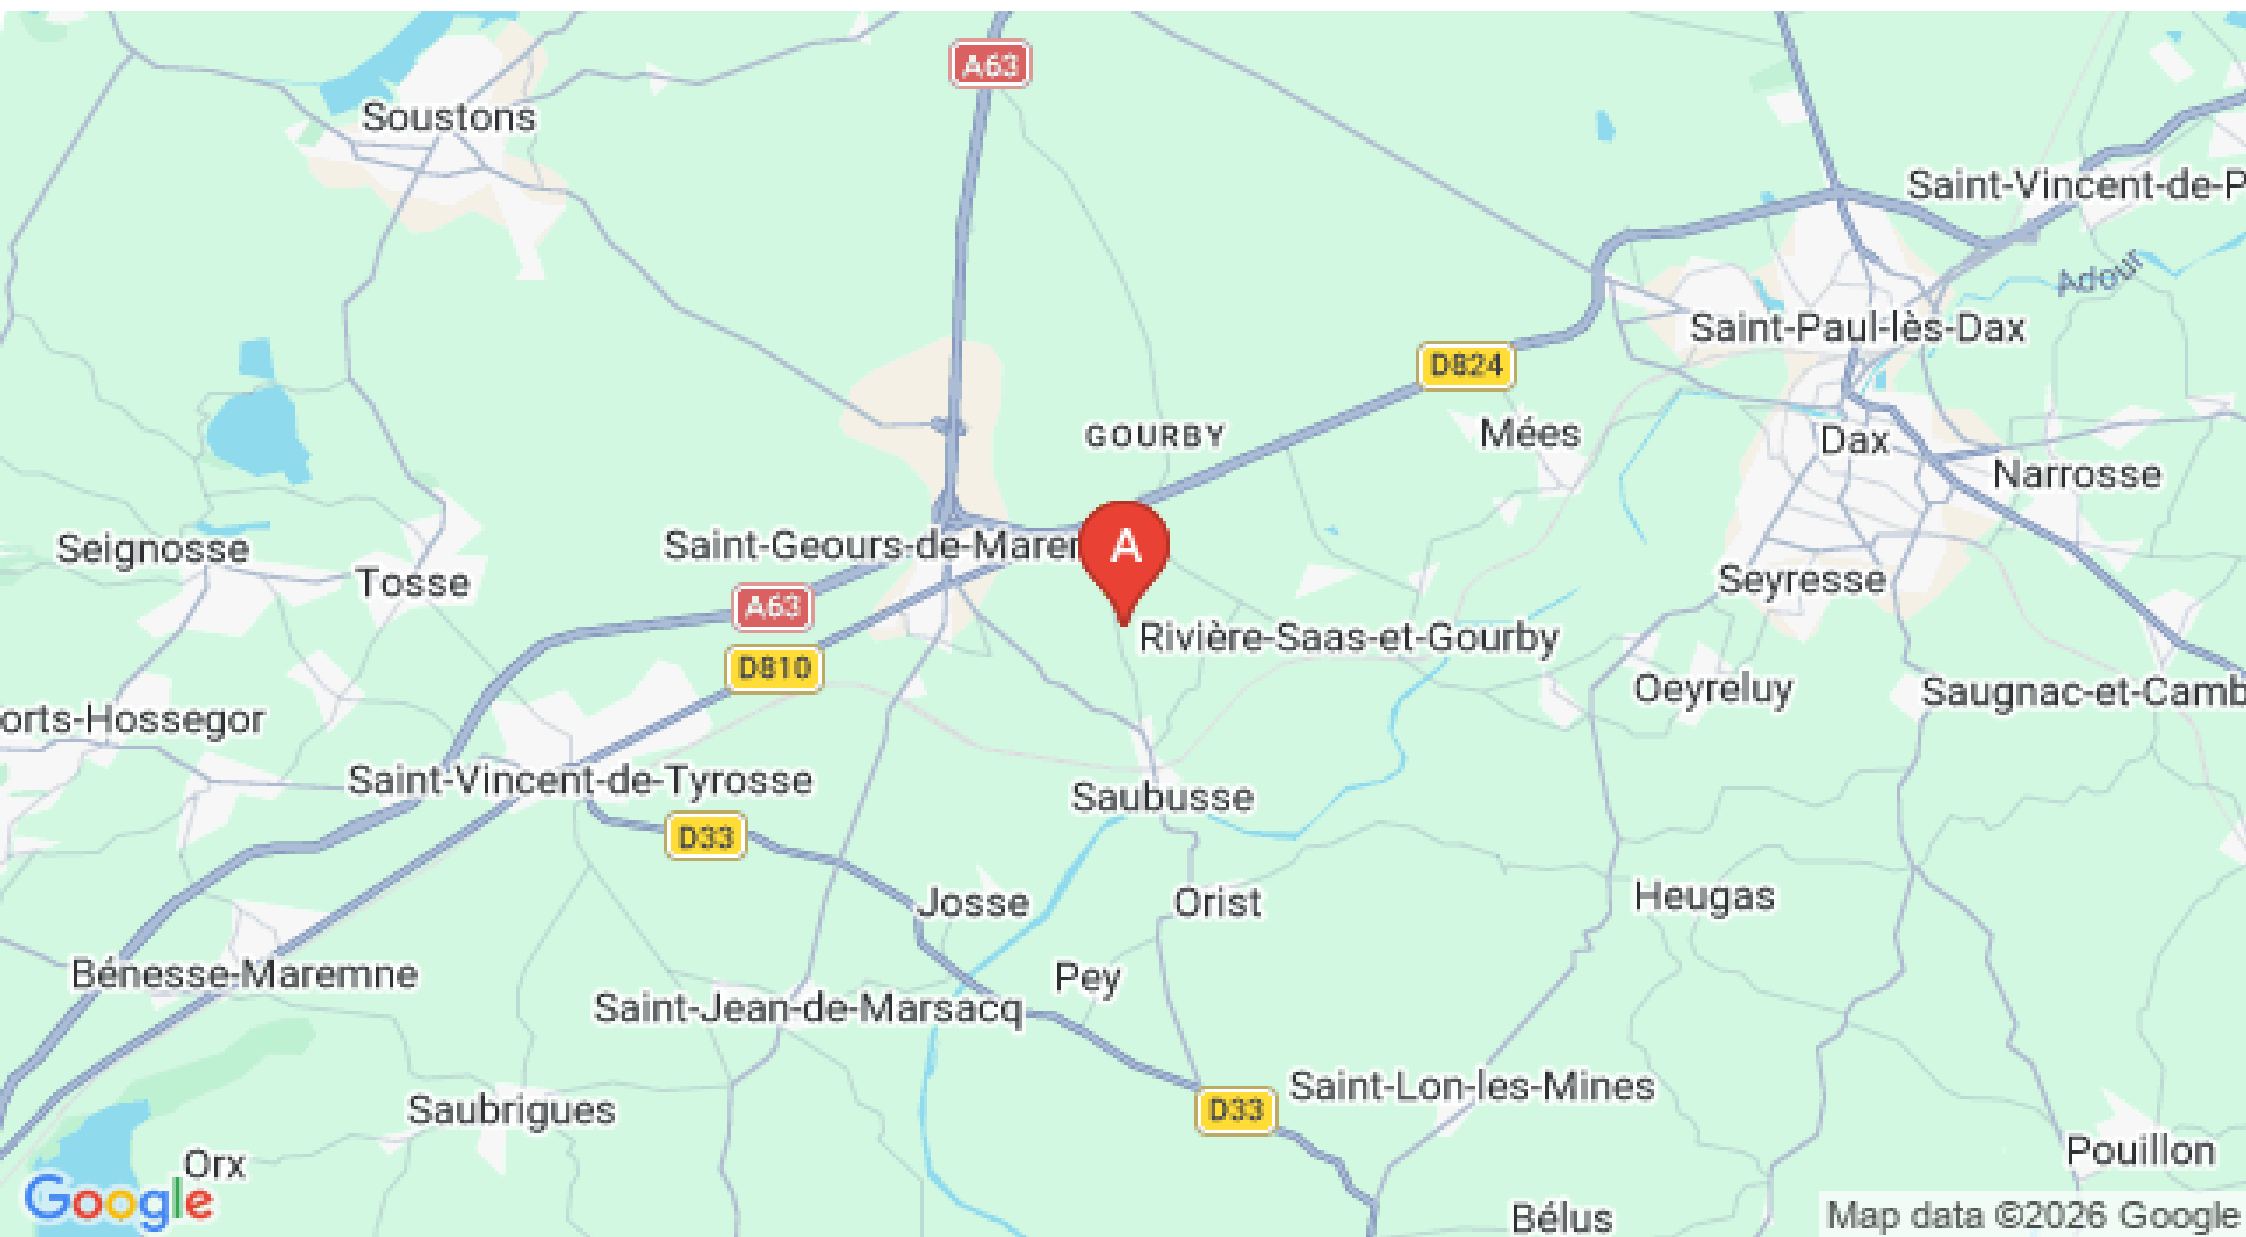 A63
Soustons
Saint-Vincent-de-P
Adour
Saint-Paul-lès-Dax
D824
GOURBY
Mées
Dax
Narrosse
Seignosse
Saint-Geours-de-Marem
A
Tosse
A63
Seyresse
Rivière-Saas-et-Gourby
D810
Oeyreluy
Saugnac-et-Camb
orts-Hossegor
Saint-Vincent-de-Tyrosse
Saubusse
D33
Josse
Orist
Heugas
Bénesse-Maremne
Pey
Saint-Jean-de-Marsacq
Saint-Lon-les-Mines
Saubrigues
D33
Orx
Pouillon
Google
Bélus
Map data ©2026 Google